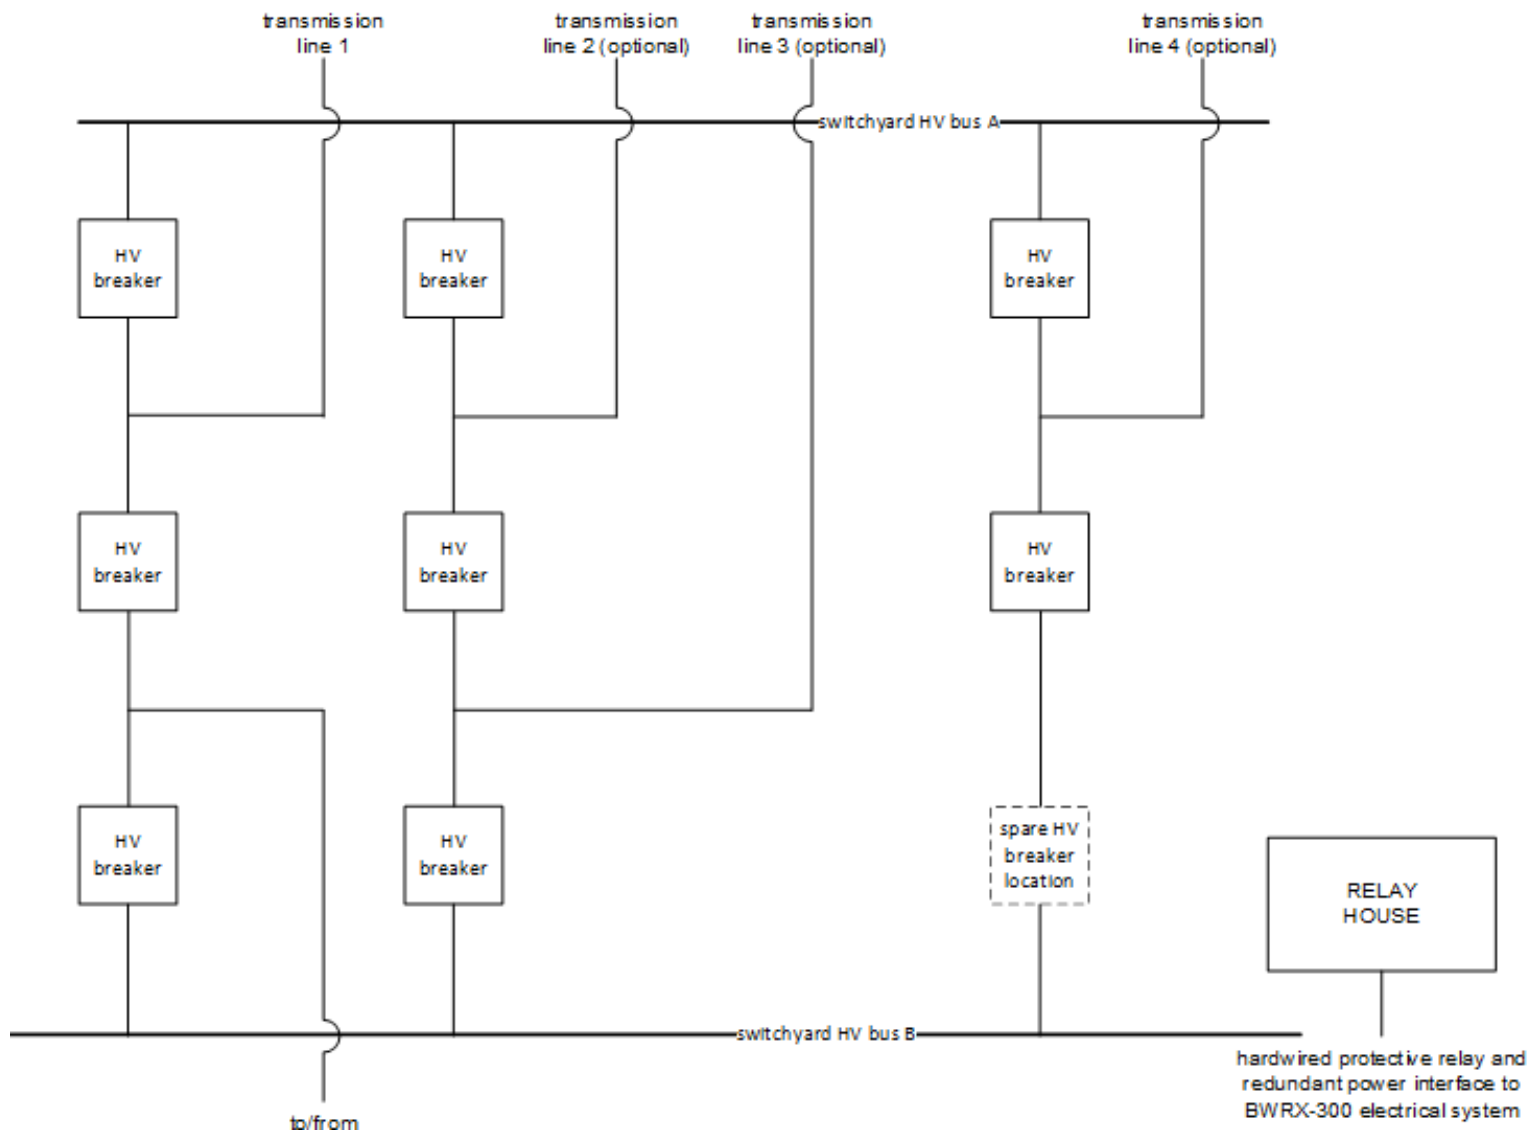 transmission
line 1
transmission
line 2 (optional)
transmission
line 3 (optional)
transmission
line 4 (optional)
switchyard HV bus A
HV
breaker
HV
breaker
HV
breaker
HV
breaker
HV
breaker
HV
breaker
HV
breaker
HV
breaker
spare HV
breaker
location
RELAY
HOUSE
switchyard HV bus B
hardwired protective relay and
redundant power interface to
BWRX-300 electrical system
to/from